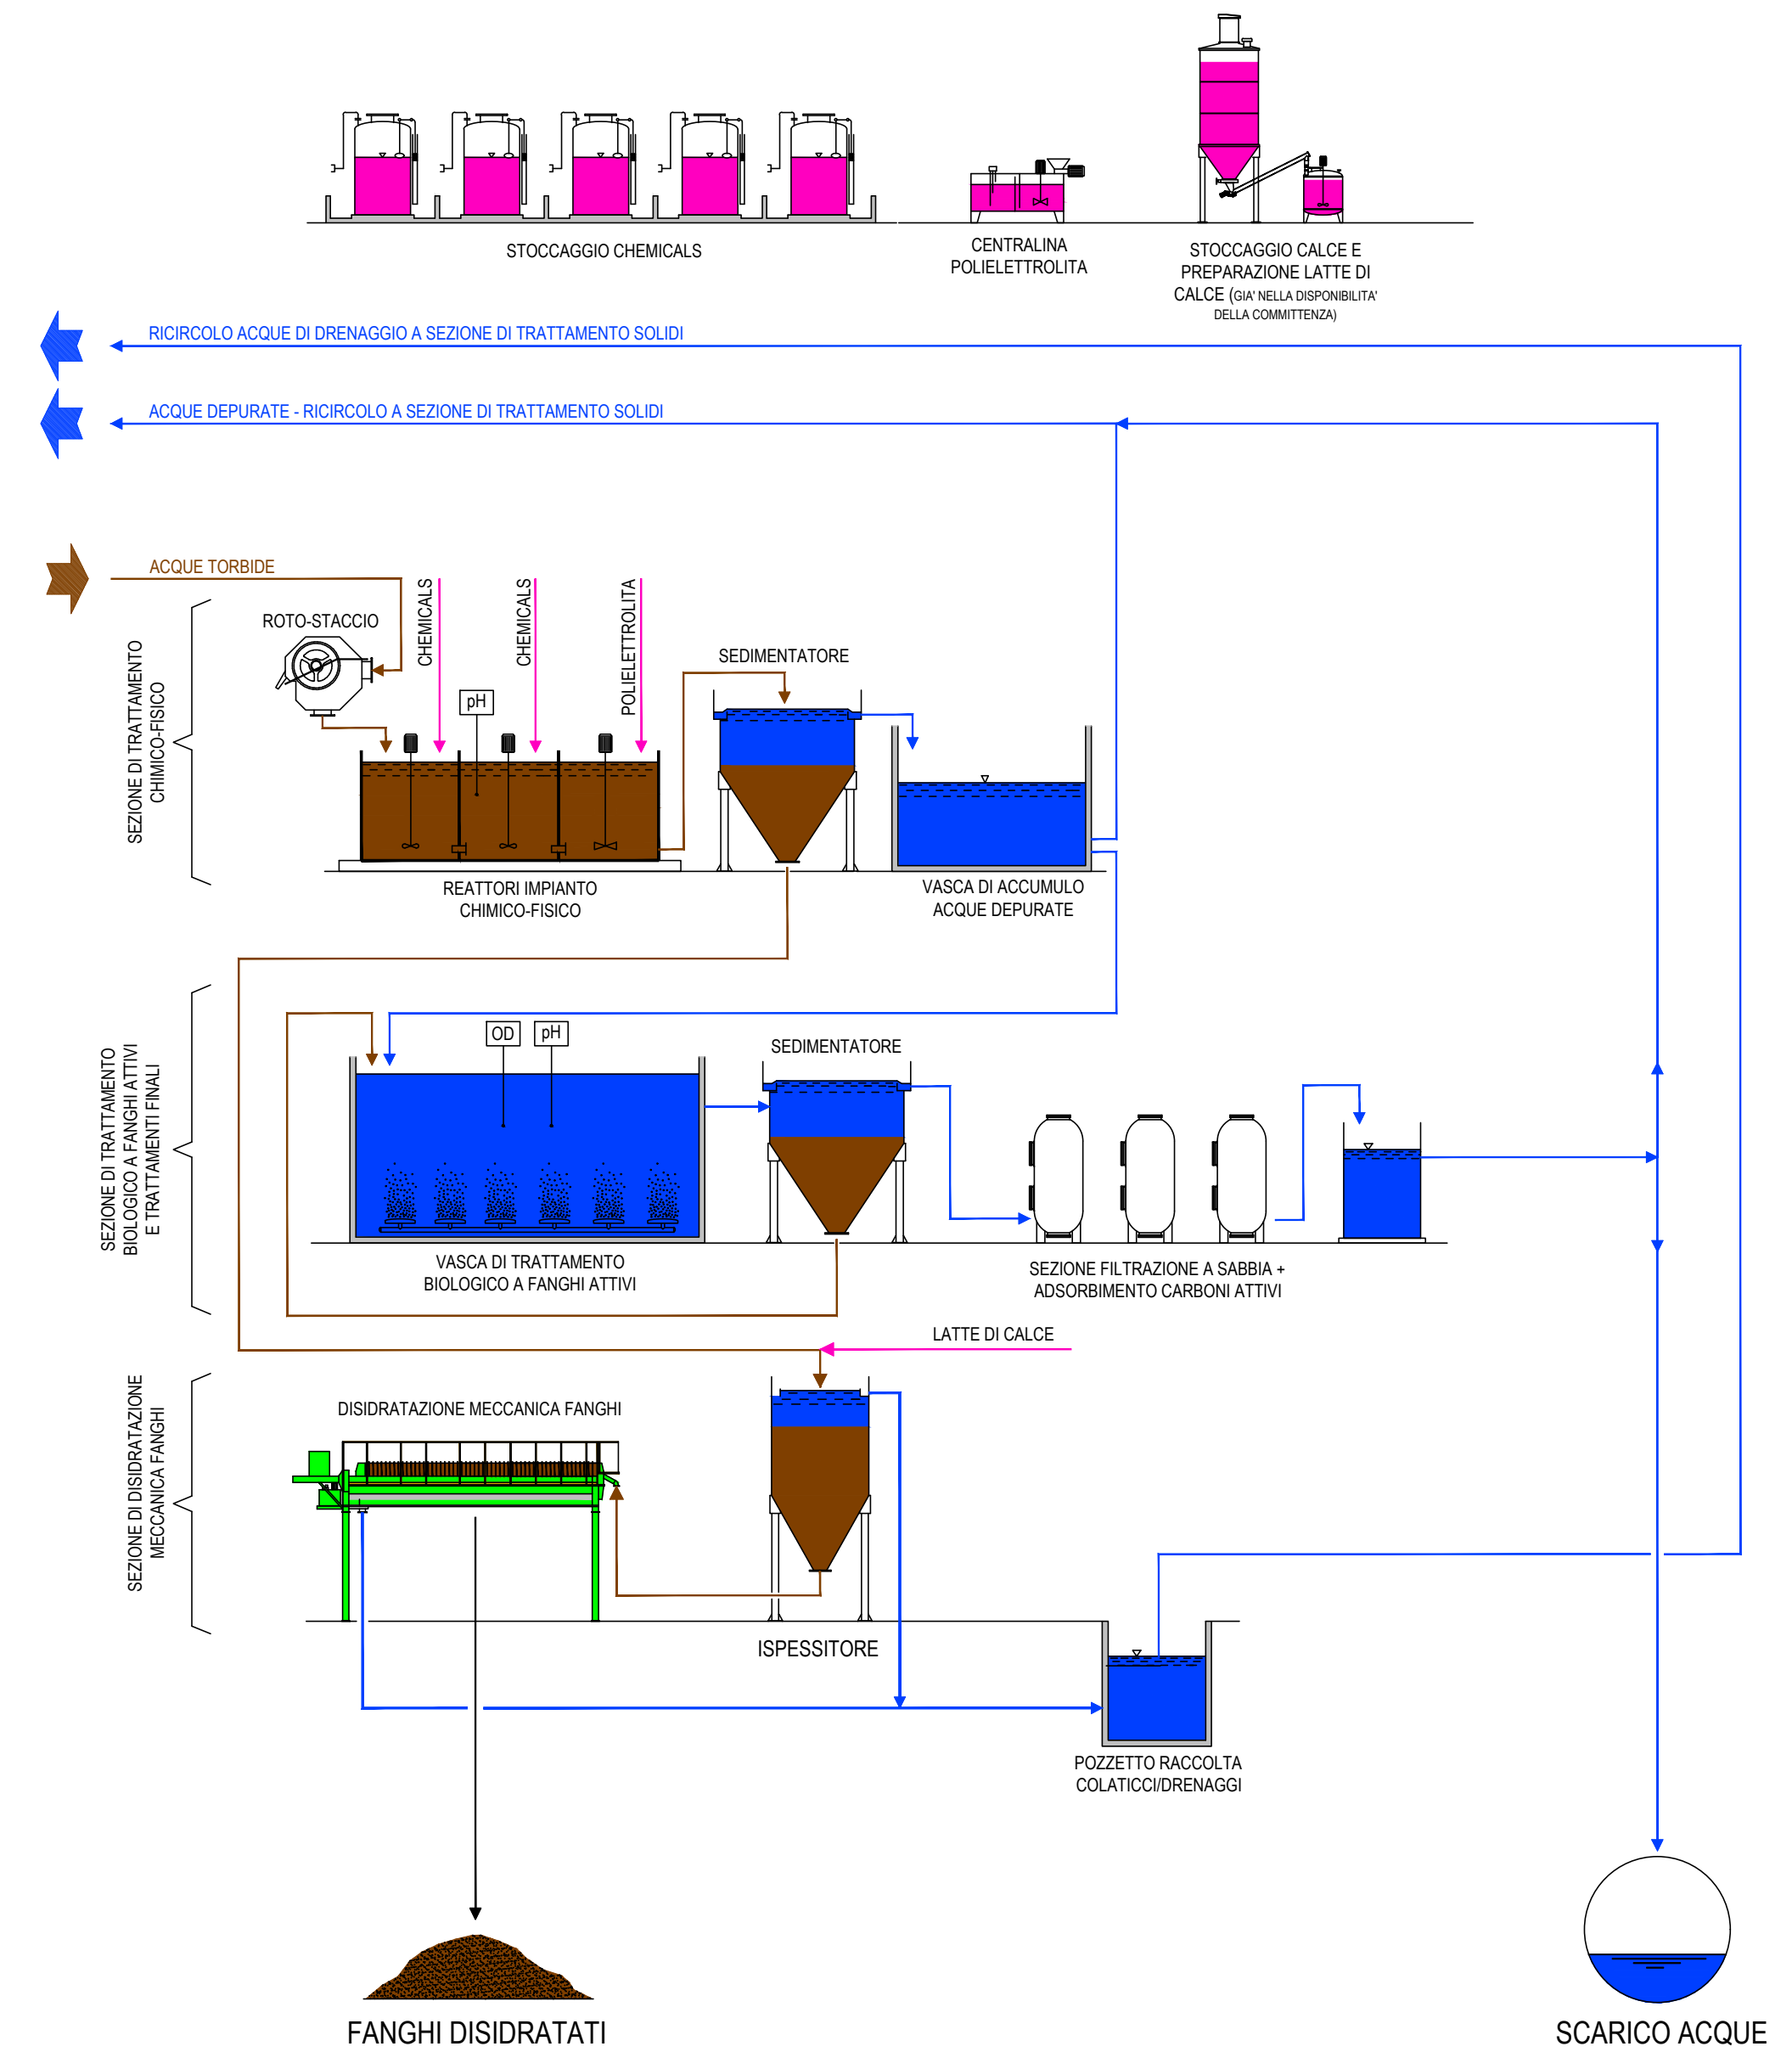 STOCCAGGIO CHEMICALS
CENTRALINA
POLIELETTROLITA
STOCCAGGIO CALCE E
PREPARAZIONE LATTE DI
CALCE (GIA' NELLA DISPONIBILITA'
DELLA COMMITTENZA)
RICIRCOLO ACQUE DI DRENAGGIO A SEZIONE DI TRATTAMENTO SOLIDI
ACQUE DEPURATE - RICIRCOLO A SEZIONE DI TRATTAMENTO SOLIDI
ACQUE TORBIDE
SEZIONE DI TRATTAMENTO
CHIMICO-FISICO
ROTO-STACCIO
CHEMICALS
pH
CHEMICALS
POLIELETTROLITA
SEDIMENTATORE
REATTORI IMPIANTO
CHIMICO-FISICO
VASCA DI ACCUMULO
ACQUE DEPURATE
SEZIONE DI TRATTAMENTO
BIOLOGICO A FANGHI ATTIVI
E TRATTAMENTI FINALI
OD
pH
SEDIMENTATORE
VASCA DI TRATTAMENTO
BIOLOGICO A FANGHI ATTIVI
SEZIONE FILTRAZIONE A SABBIA +
ADSORBIMENTO CARBONI ATTIVI
LATTE DI CALCE
SEZIONE DI DISIDRATAZIONE
MECCANICA FANGHI
DISIDRATAZIONE MECCANICA FANGHI
ISPESSITORE
POZZETTO RACCOLTA
COLATICCI/DRENAGGI
FANGHI DISIDRATATI
SCARICO ACQUE